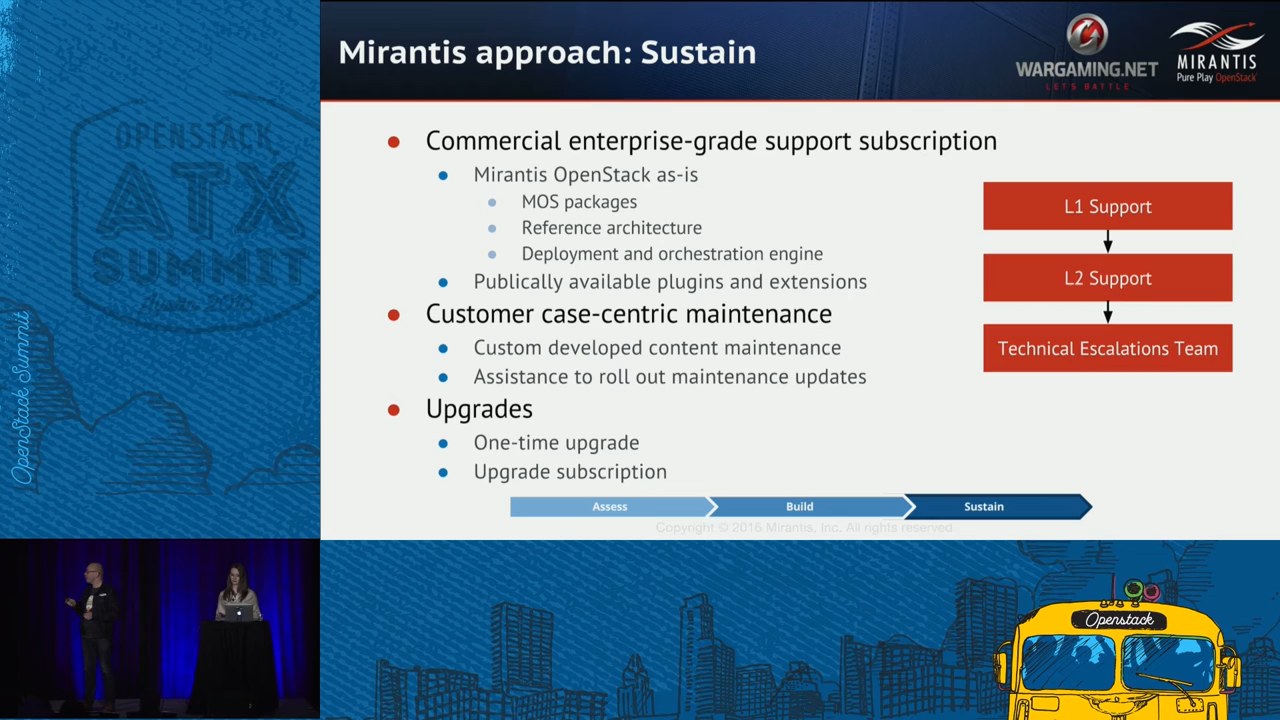 Mirantis approach: Sustain
WARGAMING.NET
LET'S BATTLE
MIRANTIS
Pure Play OpenStack
Commercial enterprise-grade support subscription
Mirantis OpenStack as-is
MOS packages
Reference architecture
Deployment and orchestration engine
Publically available plugins and extensions
Customer case-centric maintenance
Custom developed content maintenance
Assistance to roll out maintenance updates
Upgrades
One-time upgrade
Upgrade subscription
L1 Support
L2 Support
Technical Escalations Team
Assess
Build
Sustain
Copyright © 2016 Mirantis, Inc. All rights reserved
OPENSTACK
ATX
SUMMIT
Austin 2016
OpenStack Summit
Openstack